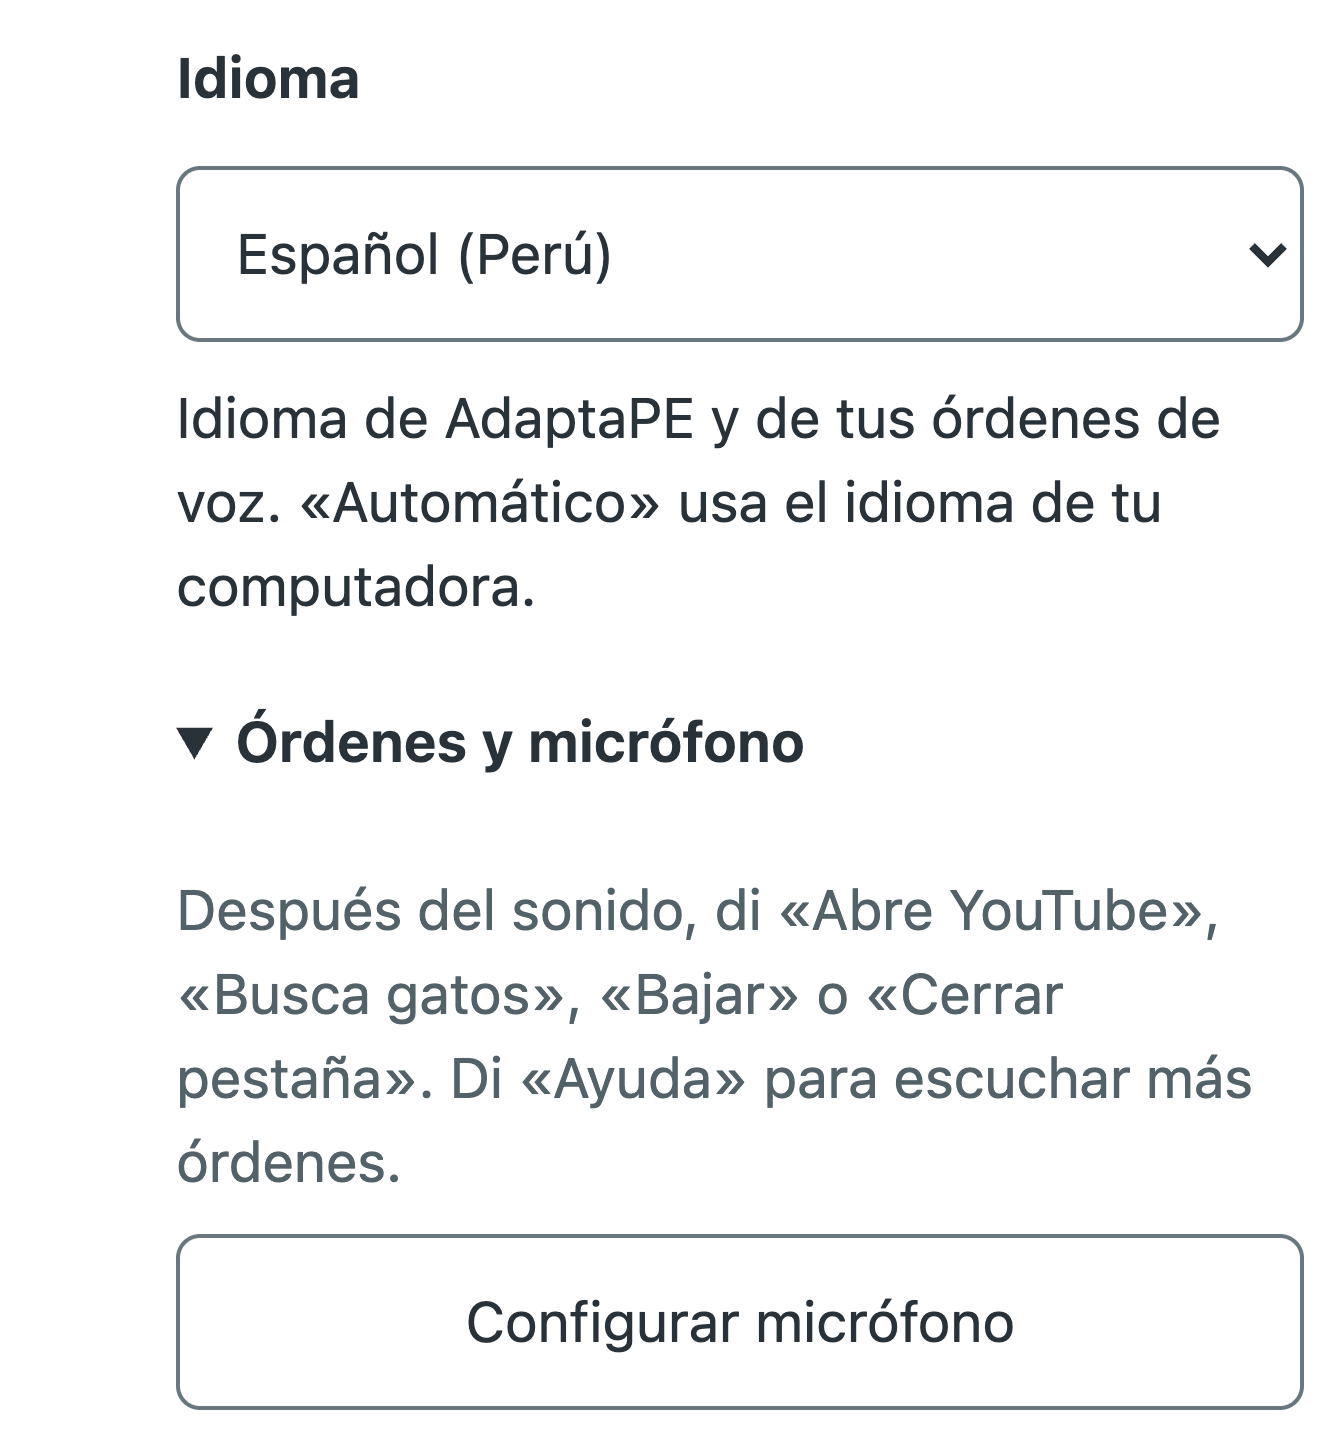 Idioma
Español (Perú)
Idioma de AdaptaPE y de tus órdenes de
voz. «Automático» usa el idioma de tu
computadora.
Órdenes y micrófono
Después del sonido, di «Abre YouTube»,
«Busca gatos», «Bajar» o «Cerrar
pestaña». Di «Ayuda» para escuchar más
órdenes.
Configurar micrófono